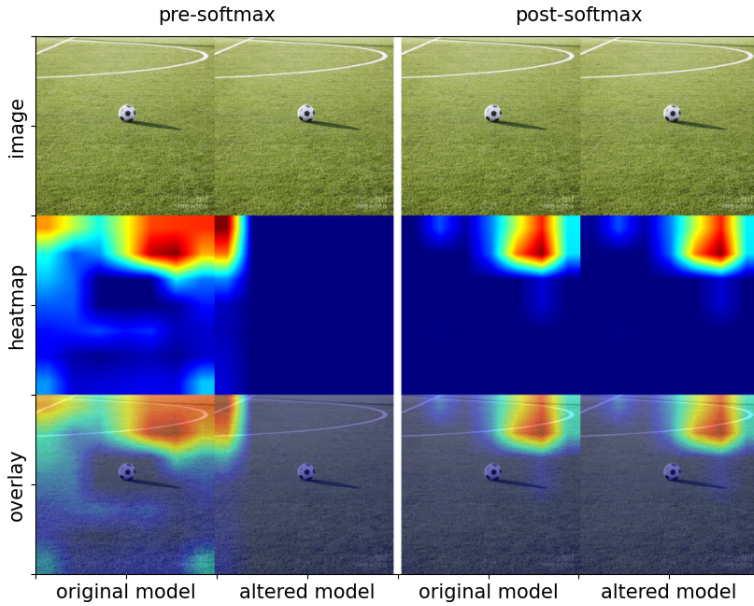 pre-softmax
post-softmax
image
heatmap
overlay
original model
altered model
original model
altered model